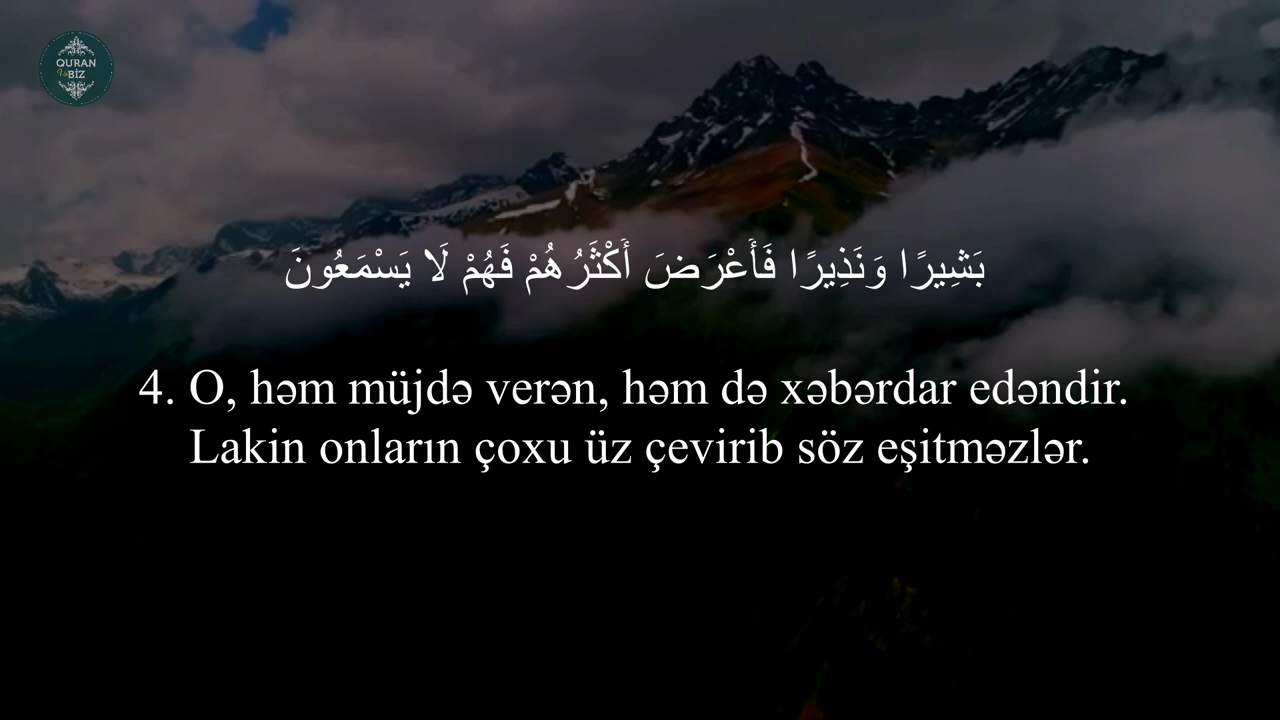 QURAN
Və BİZ
بَشِيرًا وَنَذِيرًا فَأَعْرَضَ أَكْثَرُهُمْ فَهُمْ لَا يَسْمَعُونَ
4. O, həm müjdə verən, həm də xəbərdar edəndir.
Lakin onların çoxu üz çevirib söz eşitməzlər.